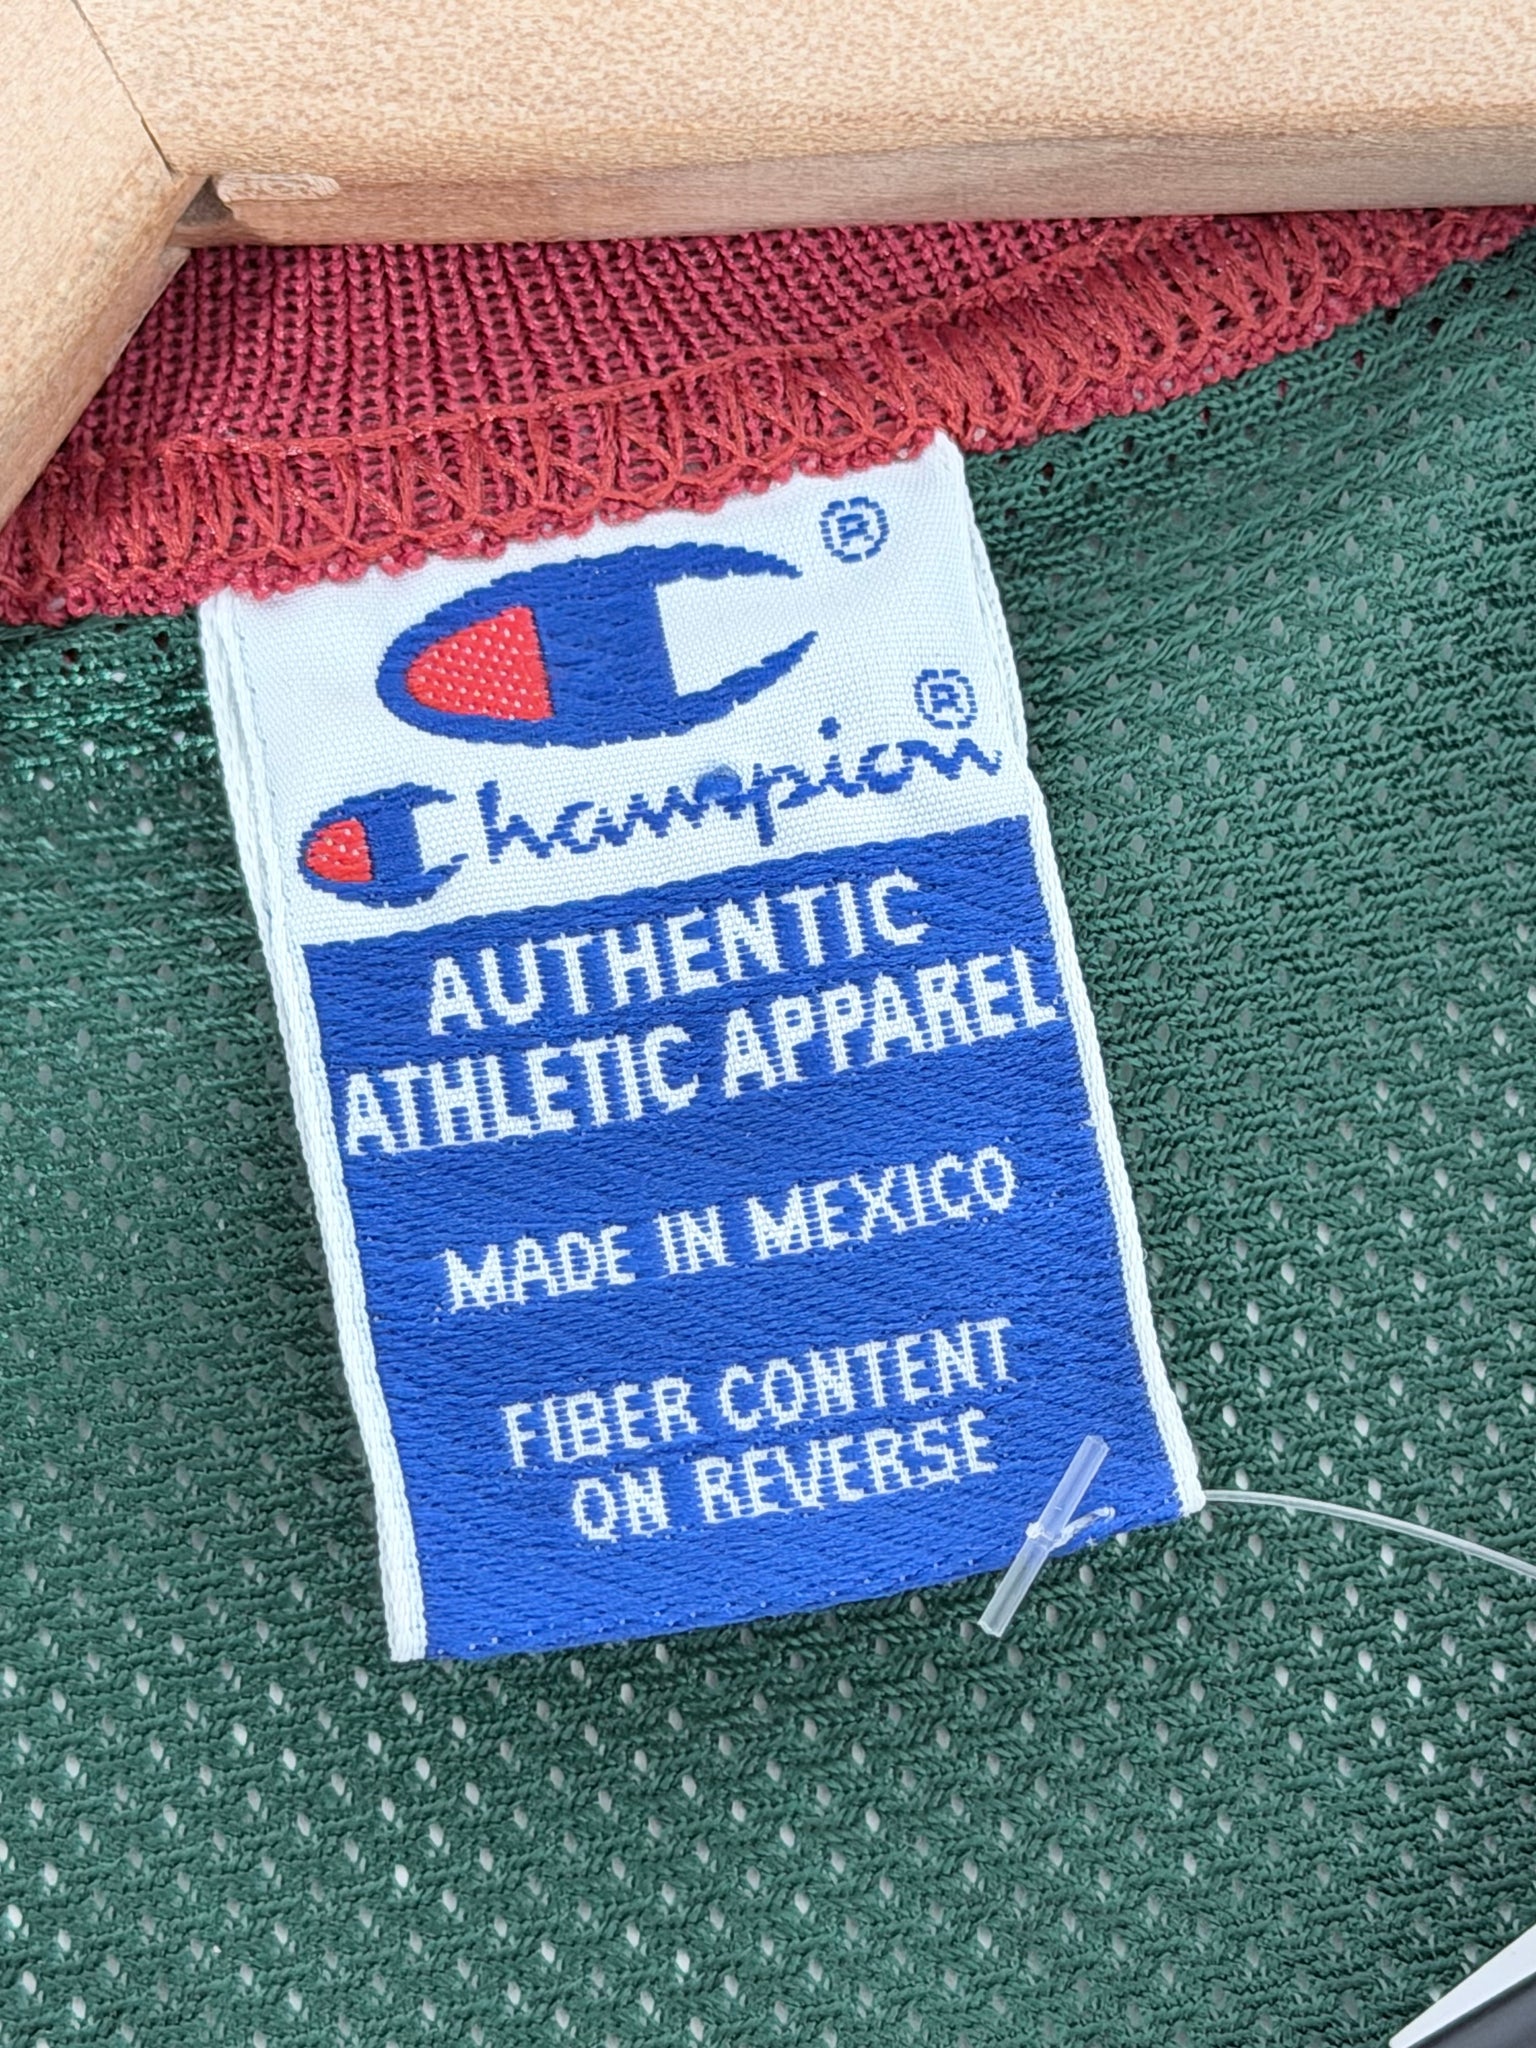 ®
Champion®
AUTHENTIC
ATHLETIC APPAREL
MADE IN MEXICO
FIBER CONTENT
ON REVERSE